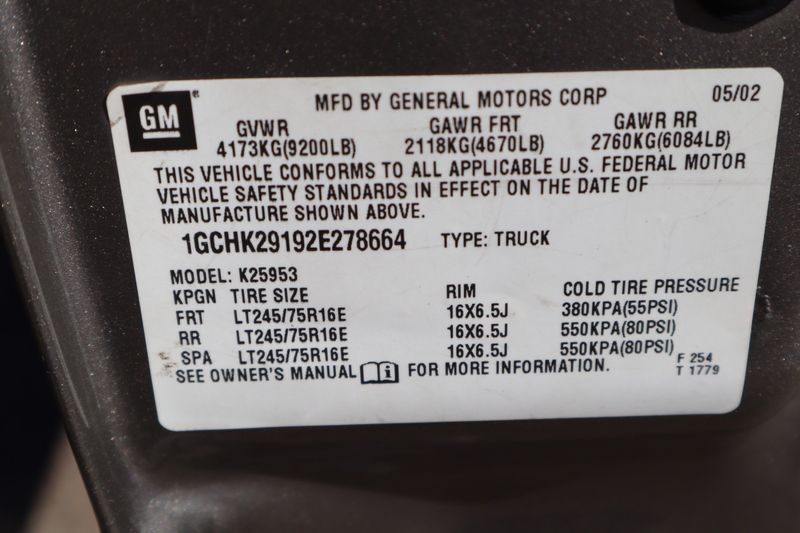 GM® MFD BY GENERAL MOTORS CORP 05/02
GVWR GAWR FRT GAWR RR
4173KG(9200LB) 2118KG(4670LB) 2760KG(6084LB)
THIS VEHICLE CONFORMS TO ALL APPLICABLE U.S. FEDERAL MOTOR
VEHICLE SAFETY STANDARDS IN EFFECT ON THE DATE OF
MANUFACTURE SHOWN ABOVE.
1GCHK29192E278664 TYPE: TRUCK
MODEL: K25953
KPGN TIRE SIZE RIM COLD TIRE PRESSURE
FRT LT245/75R16E 16X6.5J 380KPA(55PSI)
RR LT245/75R16E 16X6.5J 550KPA(80PSI)
SPA LT245/75R16E 16X6.5J 550KPA(80PSI)
SEE OWNER'S MANUAL i FOR MORE INFORMATION.
F 254
T 1779